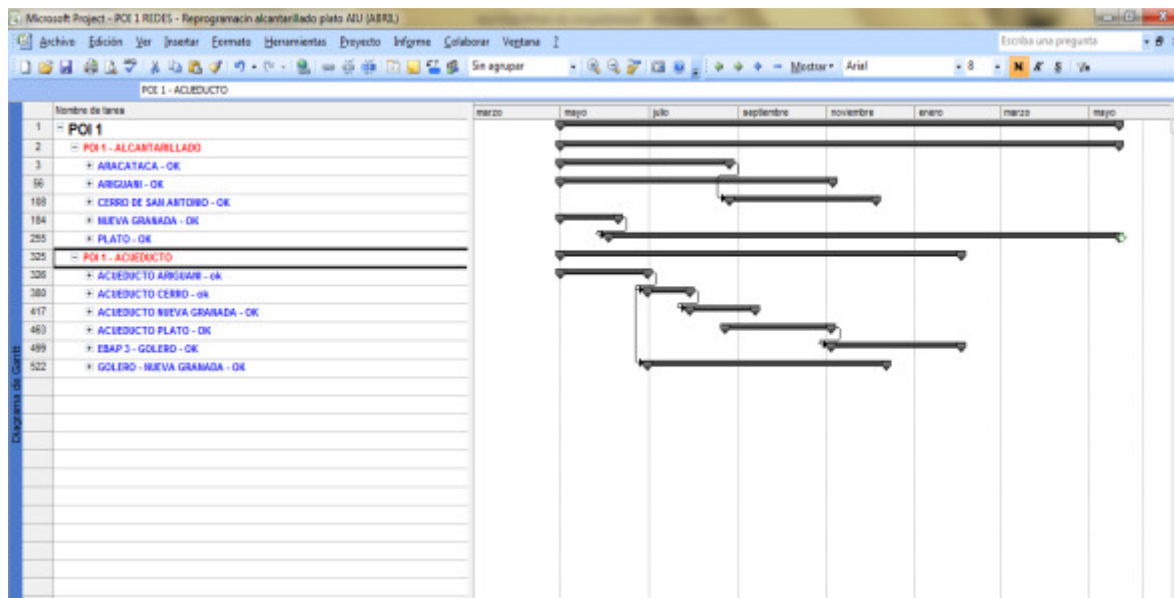 Microsoft Project - POI 1 REDES - Reprogramacin alcantarillado plato AIU (ABRIL)
Archivo Edición Ver Insertar Formato Herramientas Proyecto Informe Colaborar Ventana ?
Escriba una pregunta
Sin agrupar Mostrar Arial 8 N K S
POI 1 - ACUEDUCTO
Nombre de tarea marzo mayo julio septiembre noviembre enero marzo mayo
1 POI 1
2 POI 1 - ALCANTARILLADO
3 ARACATACA - OK
56 ARIGUANI - OK
108 CERRO DE SAN ANTONIO - OK
184 NUEVA GRANADA - OK
255 PLATO - OK
325 POI 1 - ACUEDUCTO
326 ACUEDUCTO ARIGUANI - ok
380 ACUEDUCTO CERRO - ok
417 ACUEDUCTO NUEVA GRANADA - OK
463 ACUEDUCTO PLATO - OK
499 EBAP 3 - GOLERO - OK
522 GOLERO - NUEVA GRANADA - OK
Diagrama de Gantt